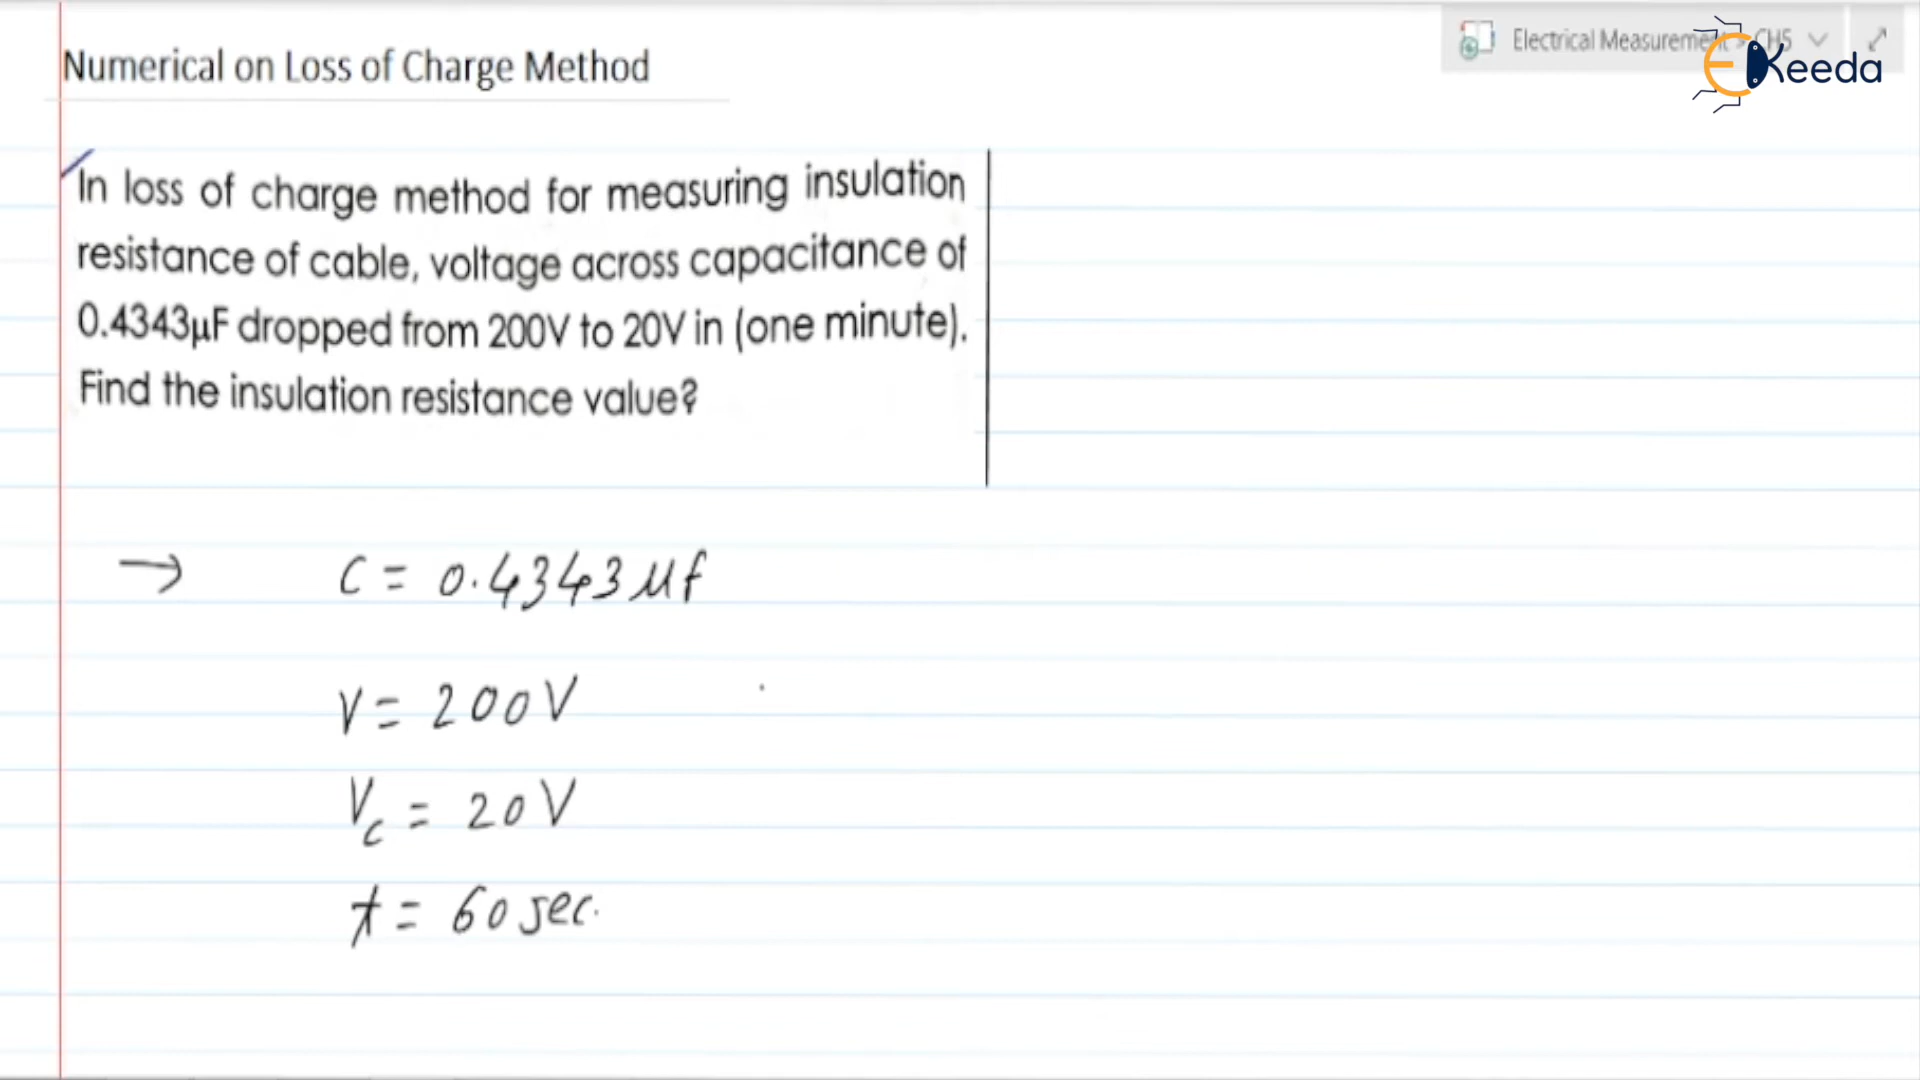 Numerical on Loss of Charge Method
Electrical Measurement > CH5
EKeeda
In loss of charge method for measuring insulation
resistance of cable, voltage across capacitance of
0.4343μF dropped from 200V to 20V in (one minute).
Find the insulation resistance value?
→ C = 0.4343 μf
V = 200V
Vc = 20V
t = 60 sec.